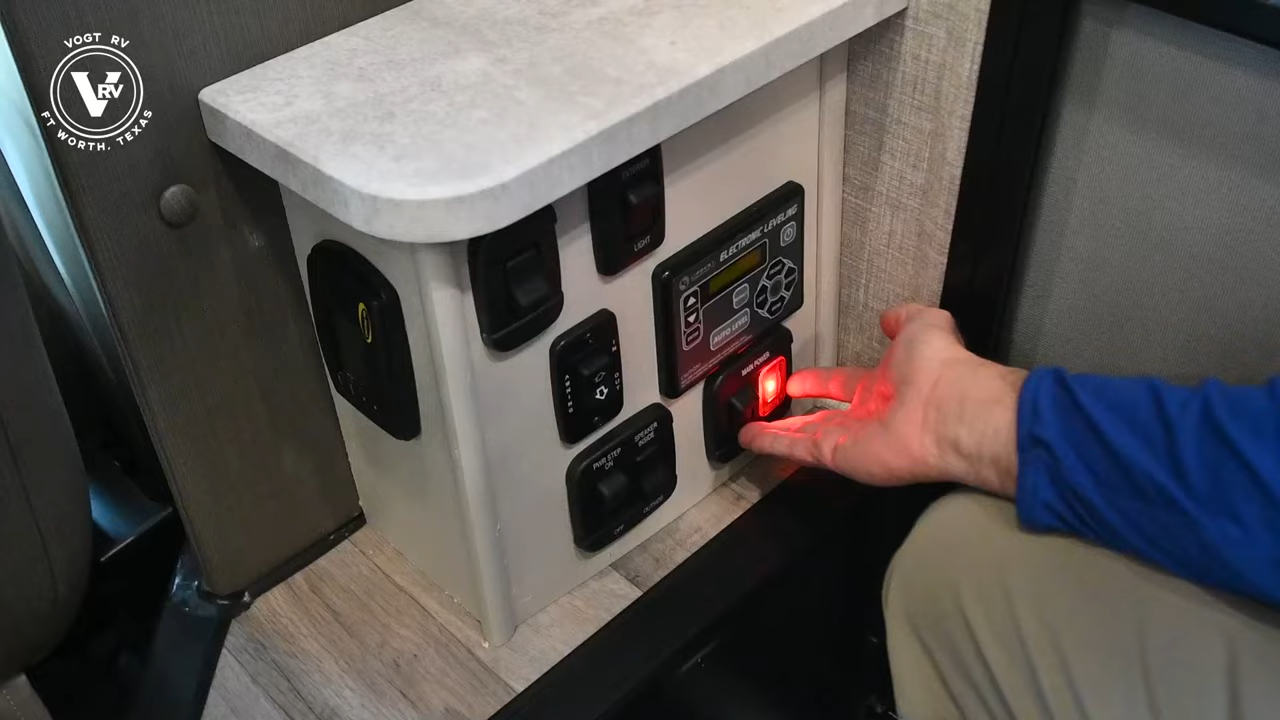 VOGT RV
VRV
FT WORTH, TEXAS
EXTERIOR
LIGHT
ELECTRONIC LEVELING
AUTO LEVEL
MAIN POWER
PWR STEP
ON
OFF
SPEAKER
INSIDE
OUTSIDE